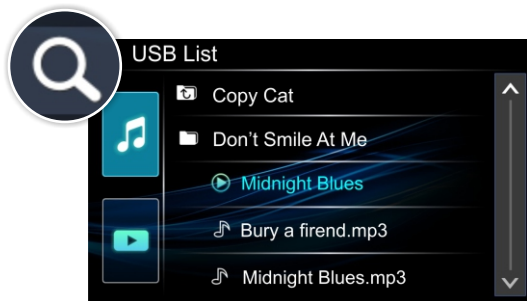 USB List
Copy Cat
Don't Smile At Me
Midnight Blues
Bury a firend.mp3
Midnight Blues.mp3